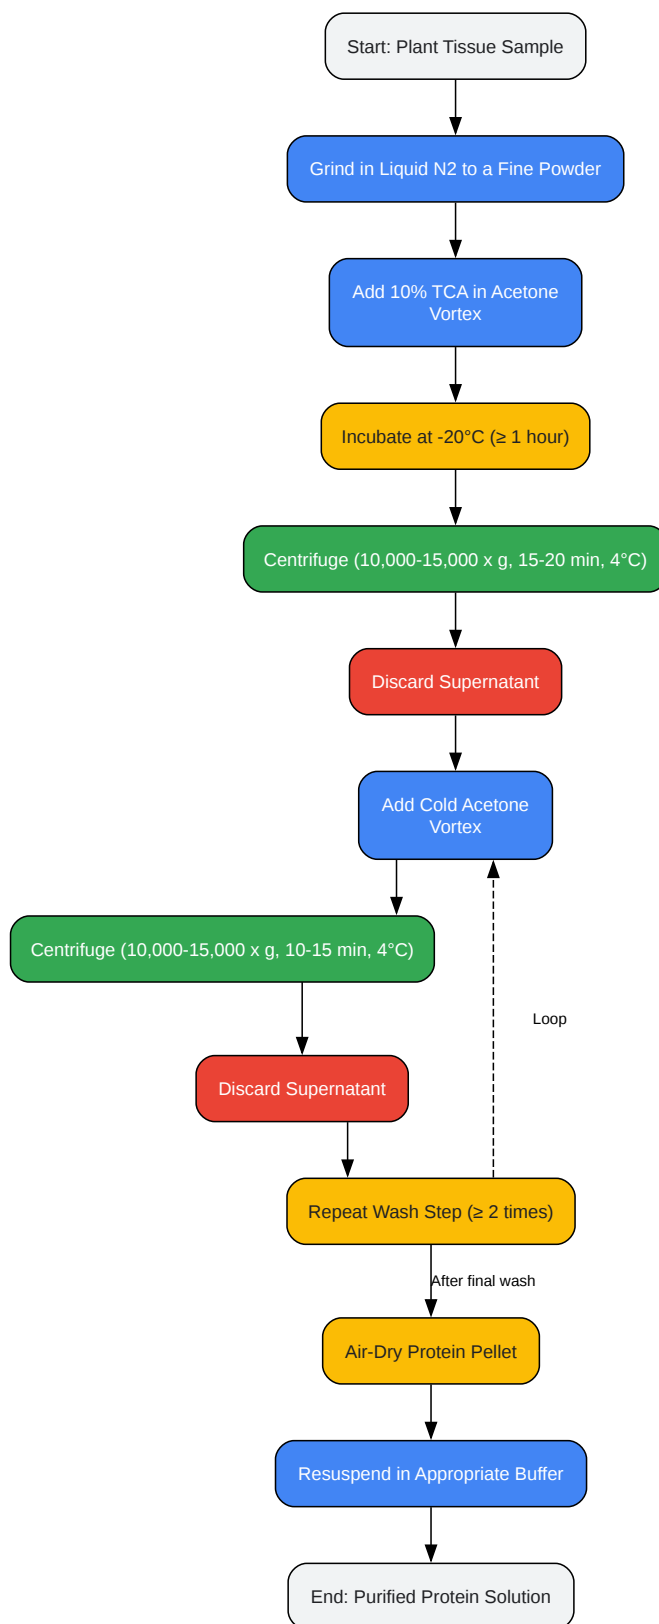 Start: Plant Tissue Sample
Grind in Liquid N2 to a Fine Powder
Add 10% TCA in Acetone
Vortex
Incubate at -20°C (≥ 1 hour)
Centrifuge (10,000-15,000 x g, 15-20 min, 4°C)
Discard Supernatant
Add Cold Acetone
Vortex
Centrifuge (10,000-15,000 x g, 10-15 min, 4°C)
Loop
Discard Supernatant
Repeat Wash Step (≥ 2 times)
After final wash
Air-Dry Protein Pellet
Resuspend in Appropriate Buffer
End: Purified Protein Solution